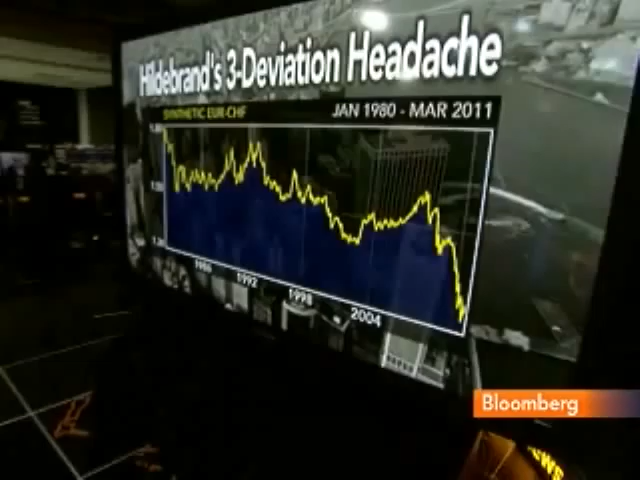 Hildebrand's 3-Deviation Headache
SYNTHETIC EUR-CHF
JAN 1980 - MAR 2011
1992
1998
2004
Bloomberg